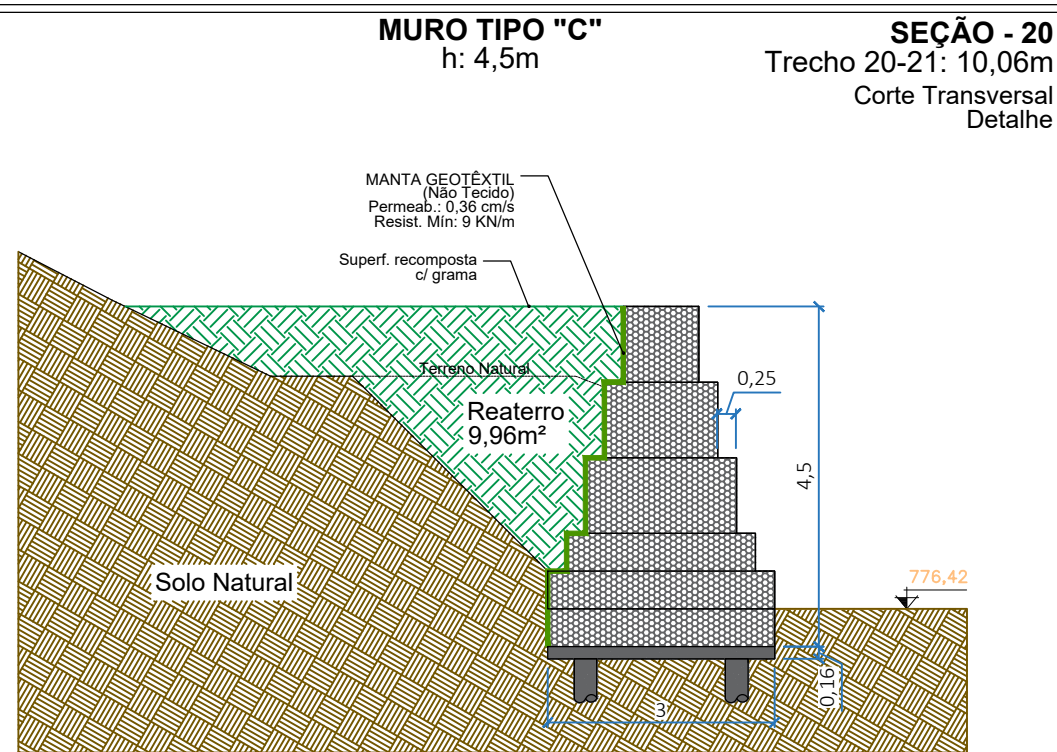 MURO TIPO "C"
h: 4,5m
SEÇÃO - 20
Trecho 20-21: 10,06m
Corte Transversal
Detalhe
MANTA GEOTÊXTIL
(Não Tecido)
Permeab.: 0,36 cm/s
Resist. Mín: 9 KN/m
Superf. recomposta
c/ grama
Terreno Natural
0,25
Reaterro
9,96m²
4,5
Solo Natural
776,42
0,16
3